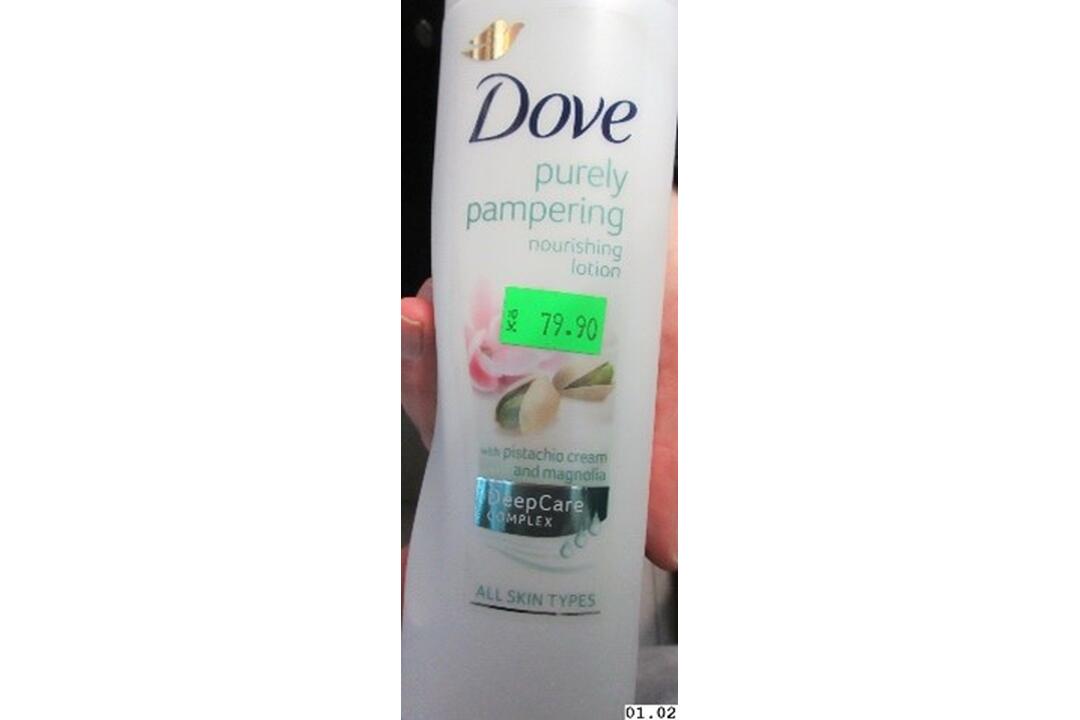 Dove
purely
pampering
nourishing
lotion
79.90
with pistachio cream
and magnolia
DeepCare
COMPLEX
ALL SKIN TYPES
01.02